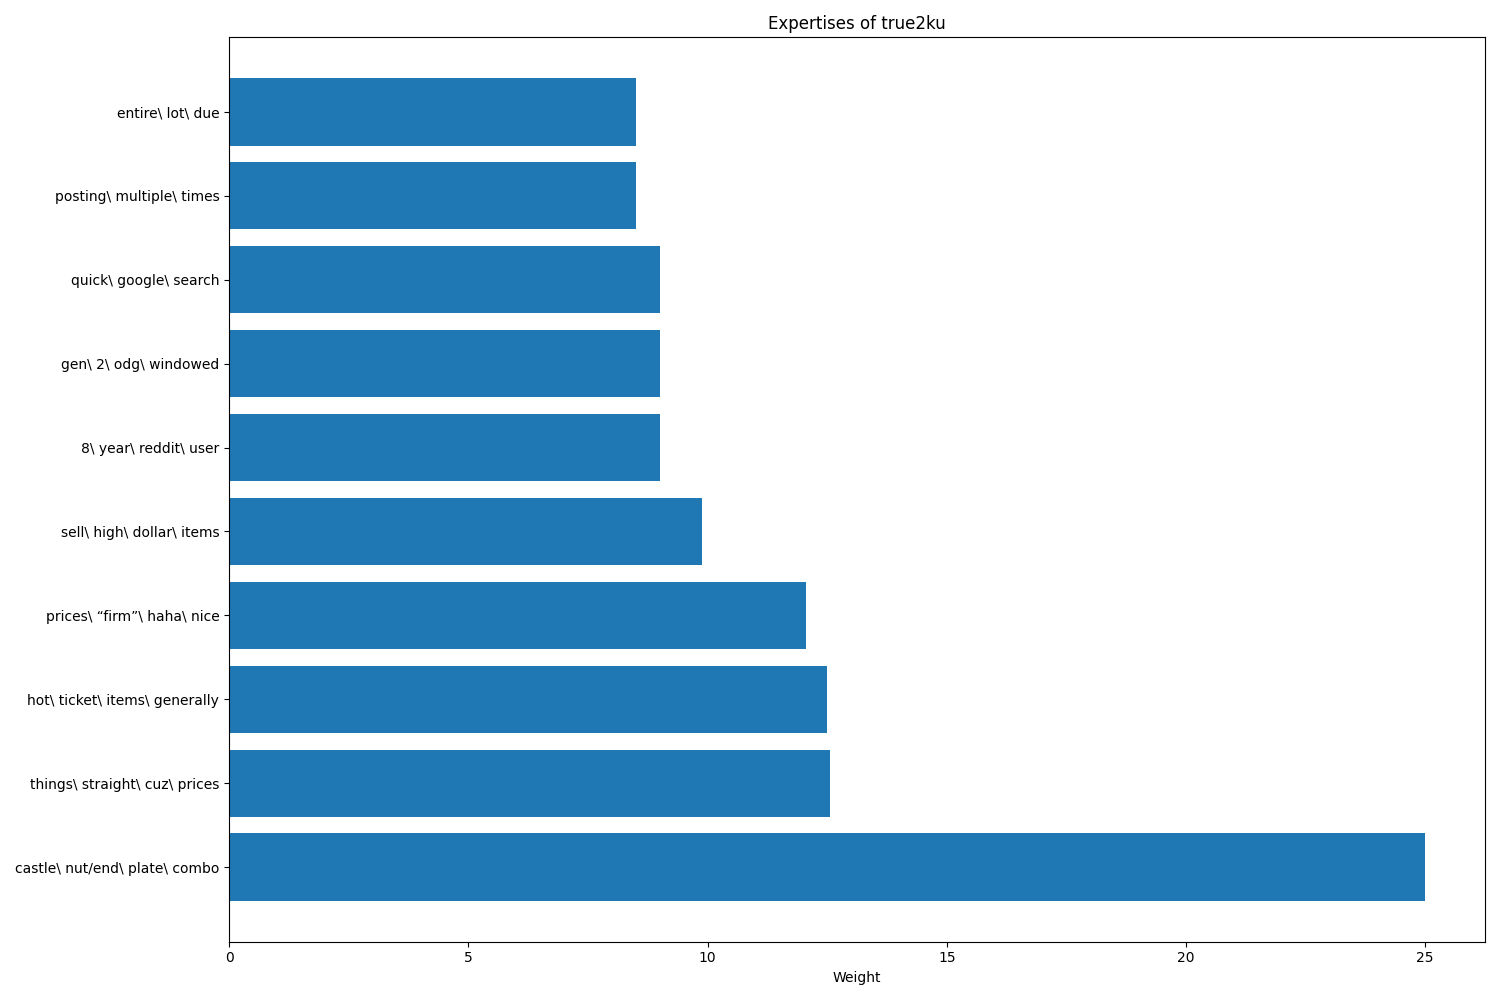 Expertises of true2ku
entire\ lot\ due
posting\ multiple\ times
quick\ google\ search
gen\ 2\ odg\ windowed
8\ year\ reddit\ user
sell\ high\ dollar\ items
prices\ “firm”\ haha\ nice
hot\ ticket\ items\ generally
things\ straight\ cuz\ prices
castle\ nut/end\ plate\ combo
0 5 10 15 20 25
Weight